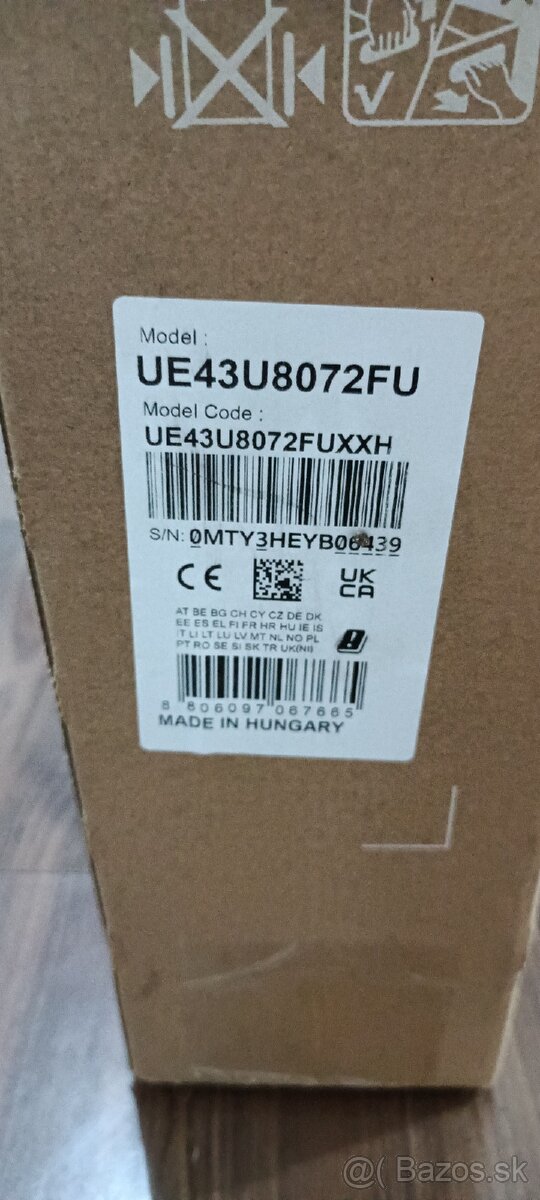 Model :
UE43U8072FU
Model Code :
UE43U8072FUXXH
S/N: 0MTY3HEYB06439
CE
UK
CA
AT BE BG CH CY CZ DE DK
EE ES EL FI FR HR HU IE IS
IT LI LT LU LV MT NL NO PL
PT RO SE SI SK TR UK(NI)
8 806097 067665
MADE IN HUNGARY
@( Bazos.sk